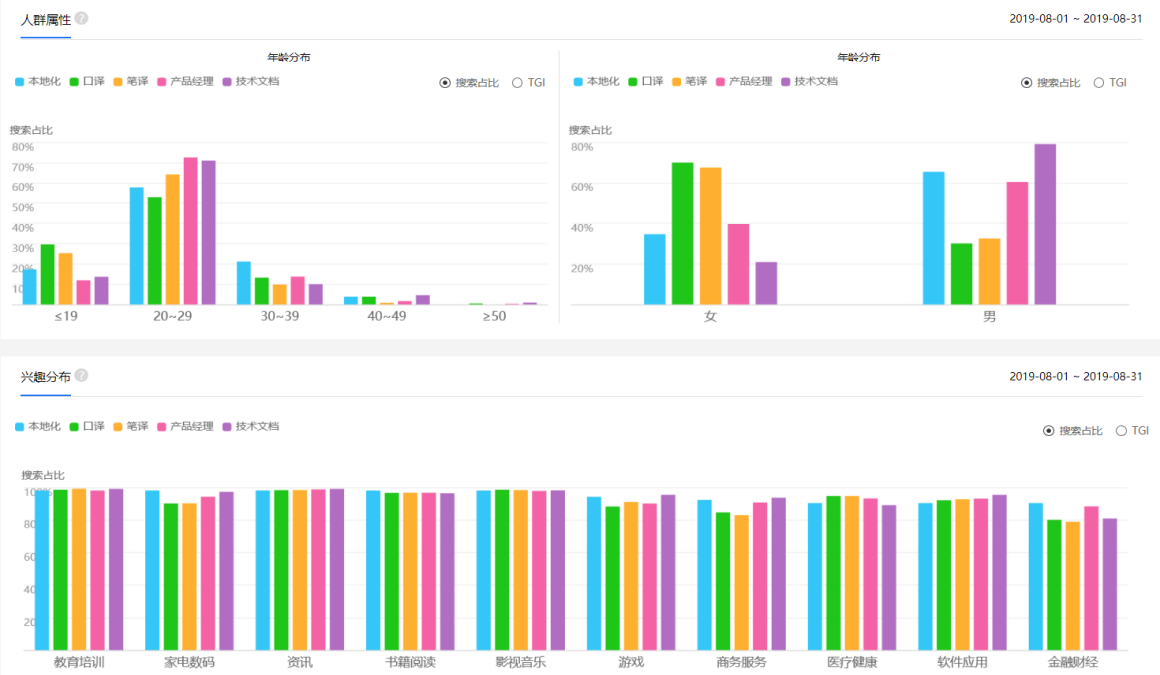 人群属性 ?
2019-08-01 ~ 2019-08-31
年龄分布
本地化 口译 笔译 产品经理 技术文档
搜索占比 TGI
搜索占比
80%
70%
60%
50%
40%
30%
20%
10
≤19 20~29 30~39 40~49 ≥50
年龄分布
本地化 口译 笔译 产品经理 技术文档
搜索占比 TGI
搜索占比
80%
60%
40%
20%
女 男
兴趣分布 ?
2019-08-01 ~ 2019-08-31
本地化 口译 笔译 产品经理 技术文档
搜索占比 TGI
搜索占比
100%
80
60
40
20
教育培训 家电数码 资讯 书籍阅读 影视音乐 游戏 商务服务 医疗健康 软件应用 金融财经